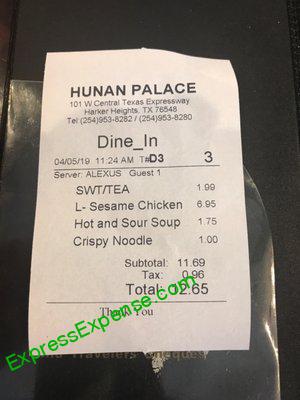 HUNAN PALACE
101 W Central Texas Expressway
Harker Heights, TX 76548
Tel:(254)953-8282 / (254)953-8280
Dine_In
04/05/19 11:24 AM T#D3 3
Server: ALEXUS Guest 1
SWT/TEA 1.99
L- Sesame Chicken 6.95
Hot and Sour Soup 1.75
Crispy Noodle 1.00
Subtotal: 11.69
Tax: 0.96
Total: 12.65
Thank You
ExpressExpense.com
Travelers